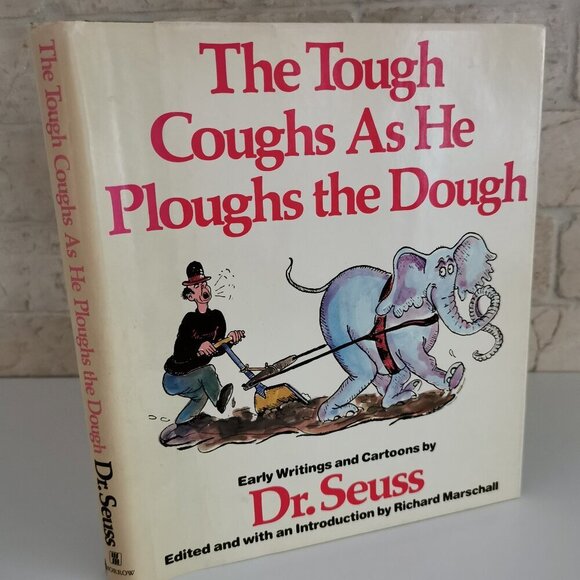 The Tough
Coughs As He
Ploughs the Dough
Early Writings and Cartoons by
Dr. Seuss
Edited and with an Introduction by Richard Marschall
The Tough Coughs As He Ploughs the Dough Dr. Seuss
MORROW